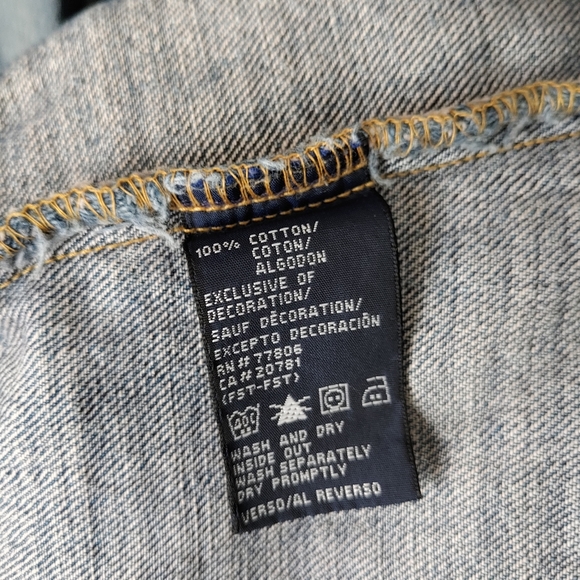 100% COTTON/
COTON/
ALGODON
EXCLUSIVE OF
DECORATION/
SAUF DÉCORATION/
EXCEPTO DECORACIÓN
RN# 77806
CA# 20781
(FST-FST)
WASH AND DRY
INSIDE OUT
WASH SEPARATELY
DRY PROMPTLY
VERSO/AL REVERSO